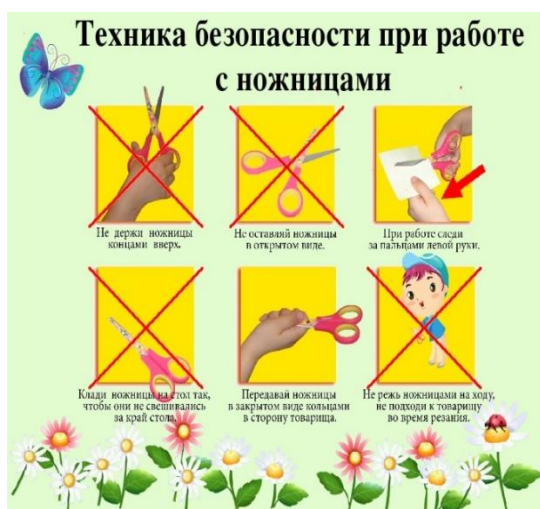 Техника безопасности при работе
с ножницами
Не держи ножницы
концами вверх.
Не оставляй ножницы
в открытом виде.
При работе следи
за пальцами левой руки.
Клади ножницы на стол так,
чтобы они не свешивались
за край стола.
Передавай ножницы
в закрытом виде кольцами
в сторону товарища.
Не режь ножницами на ходу,
не подходи к товарищу
во время резания.